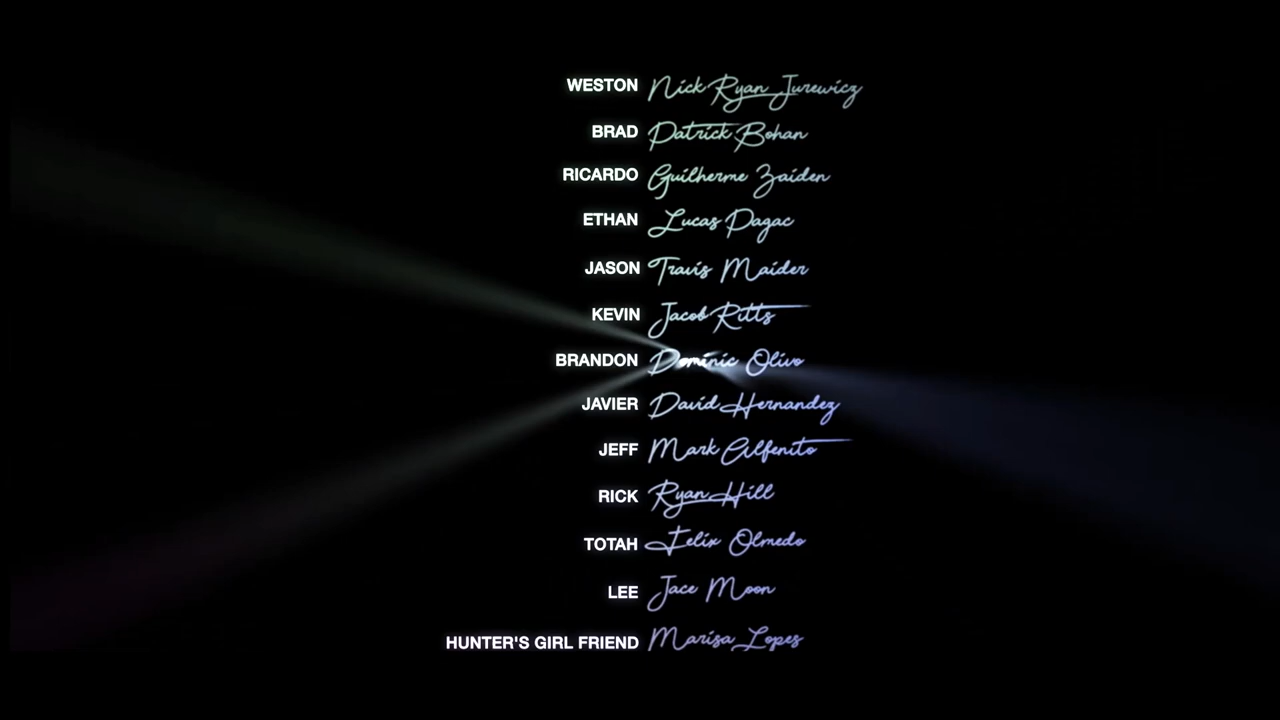 WESTON Nick Ryan Jurewicz
BRAD Patrick Bohan
RICARDO Guilherme Zaiden
ETHAN Lucas Pagac
JASON Travis Maider
KEVIN Jacob Ritts
BRANDON Dominic Olivo
JAVIER David Hernandez
JEFF Mark Alfenito
RICK Ryan Hill
TOTAH Felix Olmedo
LEE Jace Moon
HUNTER'S GIRL FRIEND Marisa Lopes